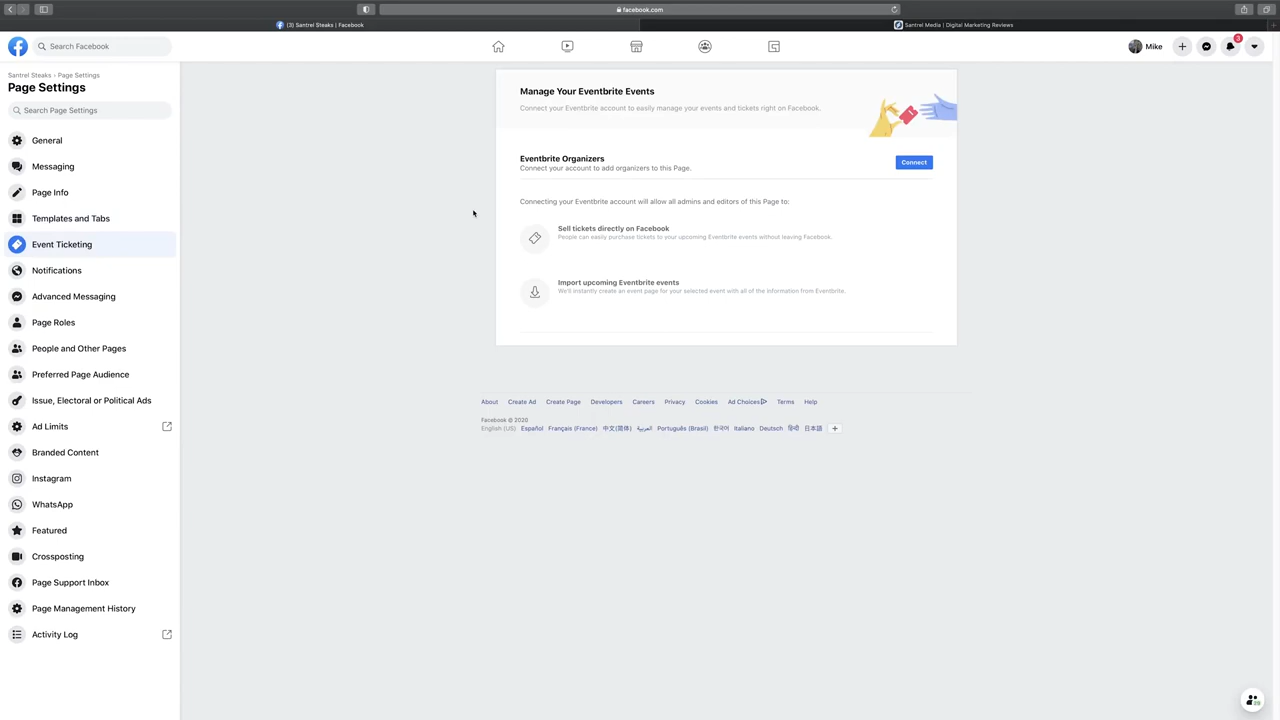 facebook.com
(3) Santrel Steaks | Facebook
Santrel Media | Digital Marketing Reviews
Search Facebook
Mike
3
Santrel Steaks › Page Settings
Page Settings
Search Page Settings
General
Messaging
Page Info
Templates and Tabs
Event Ticketing
Notifications
Advanced Messaging
Page Roles
People and Other Pages
Preferred Page Audience
Issue, Electoral or Political Ads
Ad Limits
Branded Content
Instagram
WhatsApp
Featured
Crossposting
Page Support Inbox
Page Management History
Activity Log
Manage Your Eventbrite Events
Connect your Eventbrite account to easily manage your events and tickets right on Facebook.
Eventbrite Organizers
Connect your account to add organizers to this Page.
Connect
Connecting your Eventbrite account will allow all admins and editors of this Page to:
Sell tickets directly on Facebook
People can easily purchase tickets to your upcoming Eventbrite events without leaving Facebook.
Import upcoming Eventbrite events
We'll instantly create an event page for your selected event with all of the information from Eventbrite.
About Create Ad Create Page Developers Careers Privacy Cookies Ad Choices Terms Help
Facebook © 2020
English (US) Español Français (France) 中文(简体) العربية Português (Brasil) 한국어 Italiano Deutsch हिन्दी 日本語 +